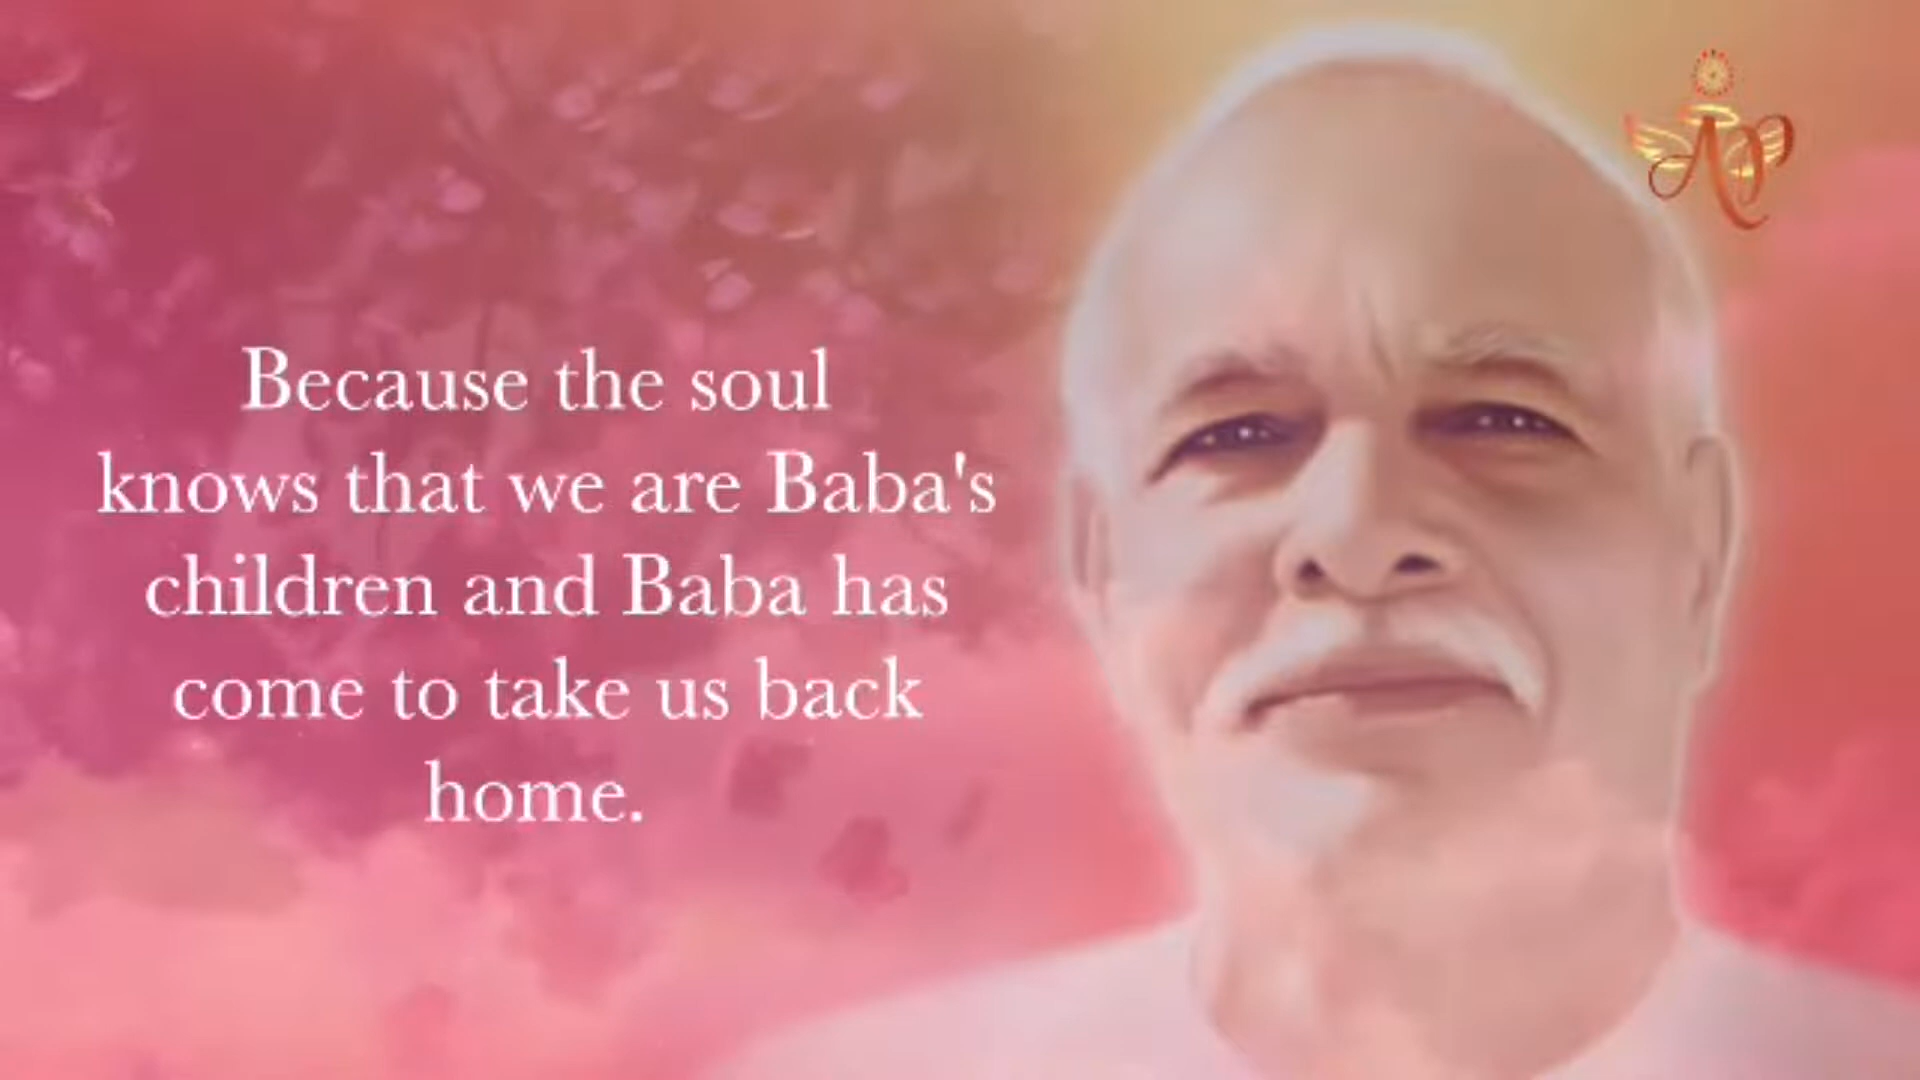 Because the soul
knows that we are Baba's
children and Baba has
come to take us back
home.